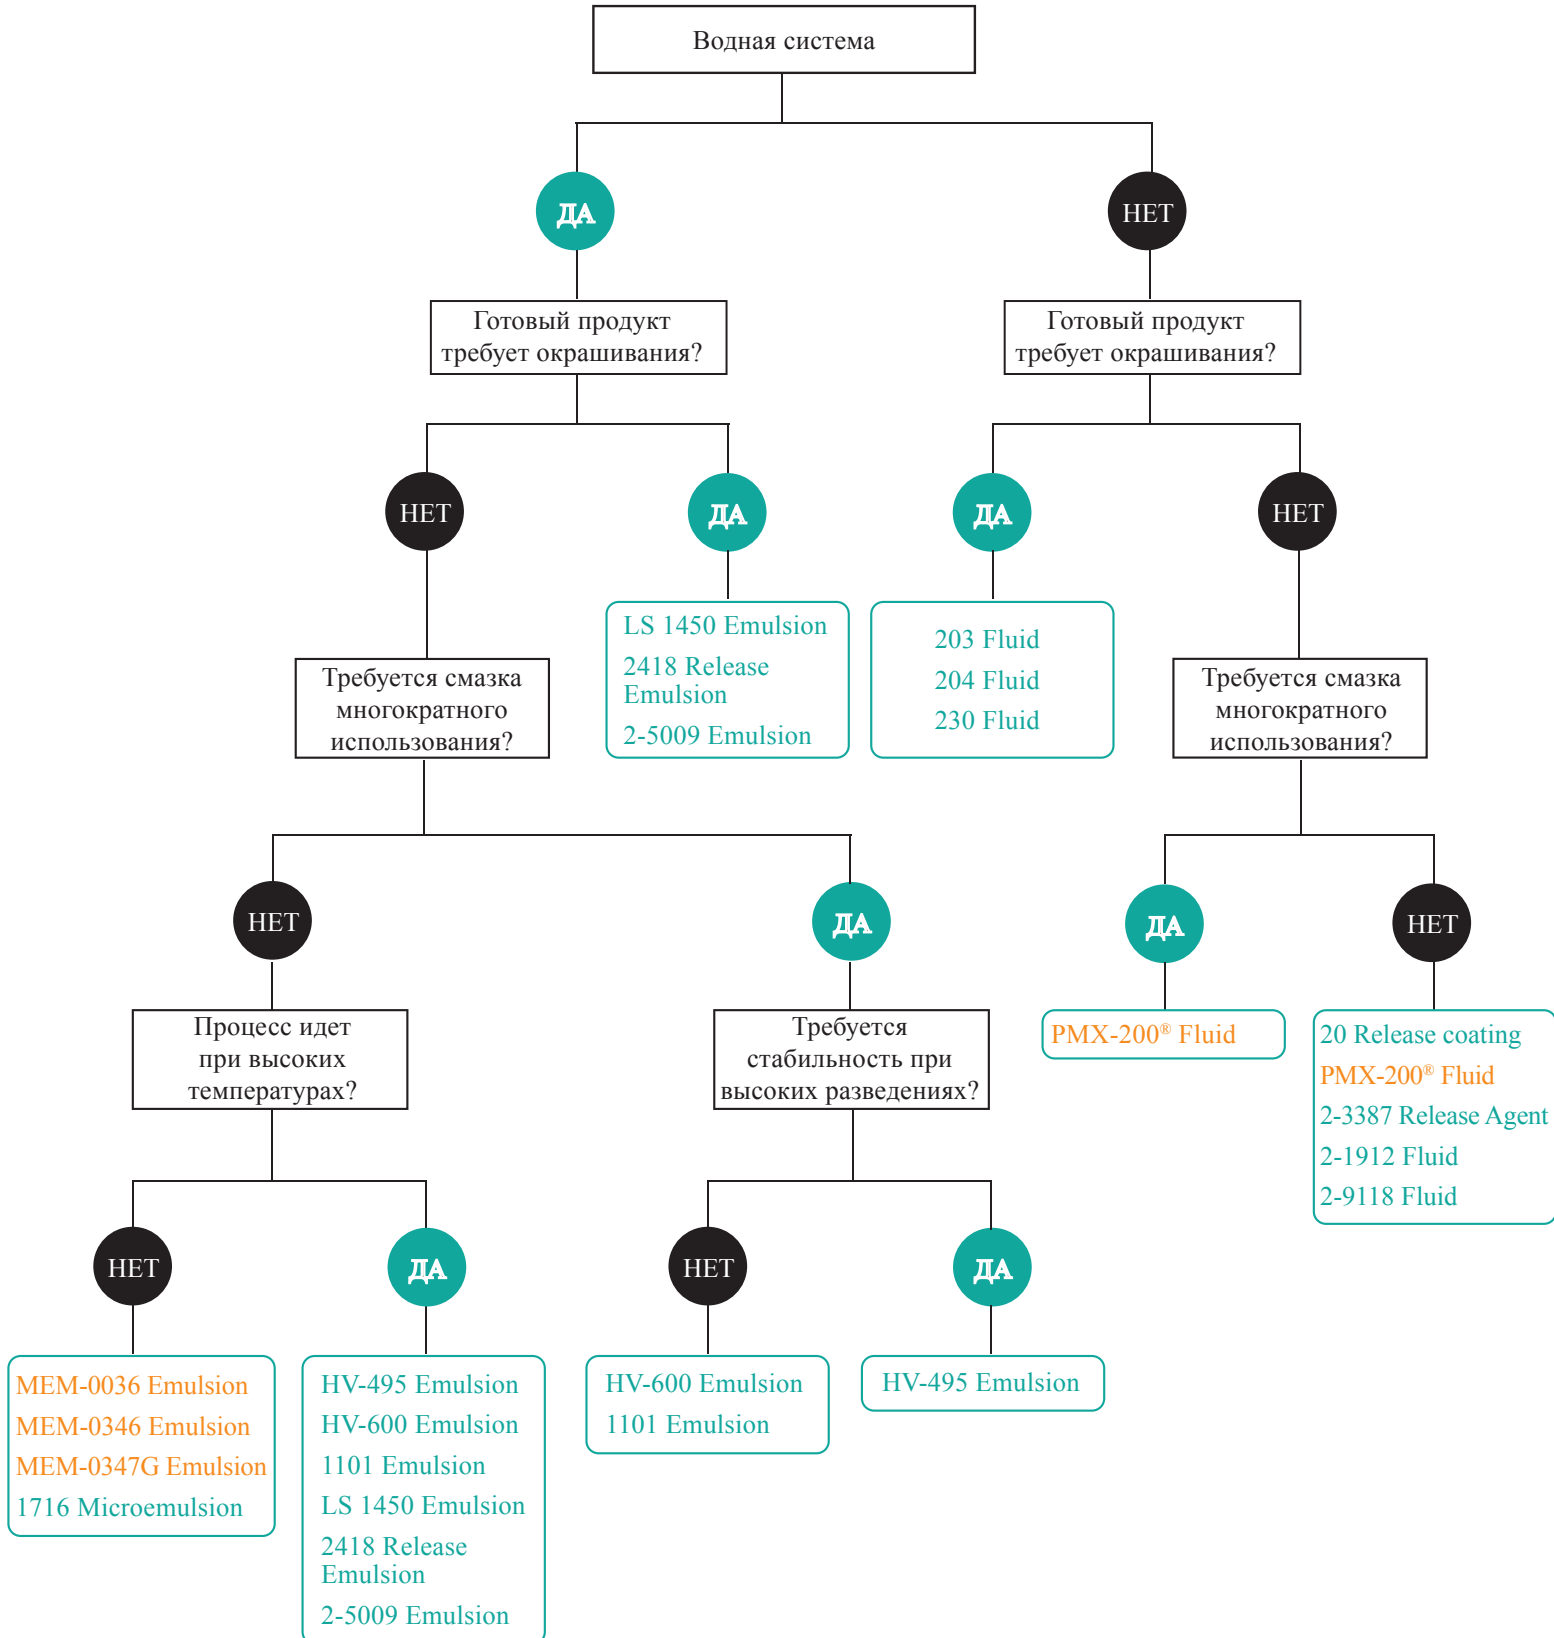 Водная система
ДА
НЕТ
Готовый продукт
требует окрашивания?
Готовый продукт
требует окрашивания?
НЕТ
ДА
ДА
НЕТ
LS 1450 Emulsion
2418 Release
Emulsion
2-5009 Emulsion
203 Fluid
204 Fluid
230 Fluid
Требуется смазка
многократного
использования?
Требуется смазка
многократного
использования?
НЕТ
ДА
ДА
НЕТ
Процесс идет
при высоких
температурах?
Требуется
стабильность при
высоких разведениях?
PMX-200® Fluid
20 Release coating
PMX-200® Fluid
2-3387 Release Agent
2-1912 Fluid
2-9118 Fluid
НЕТ
ДА
НЕТ
ДА
MEM-0036 Emulsion
MEM-0346 Emulsion
MEM-0347G Emulsion
1716 Microemulsion
HV-495 Emulsion
HV-600 Emulsion
1101 Emulsion
LS 1450 Emulsion
2418 Release
Emulsion
2-5009 Emulsion
HV-600 Emulsion
1101 Emulsion
HV-495 Emulsion